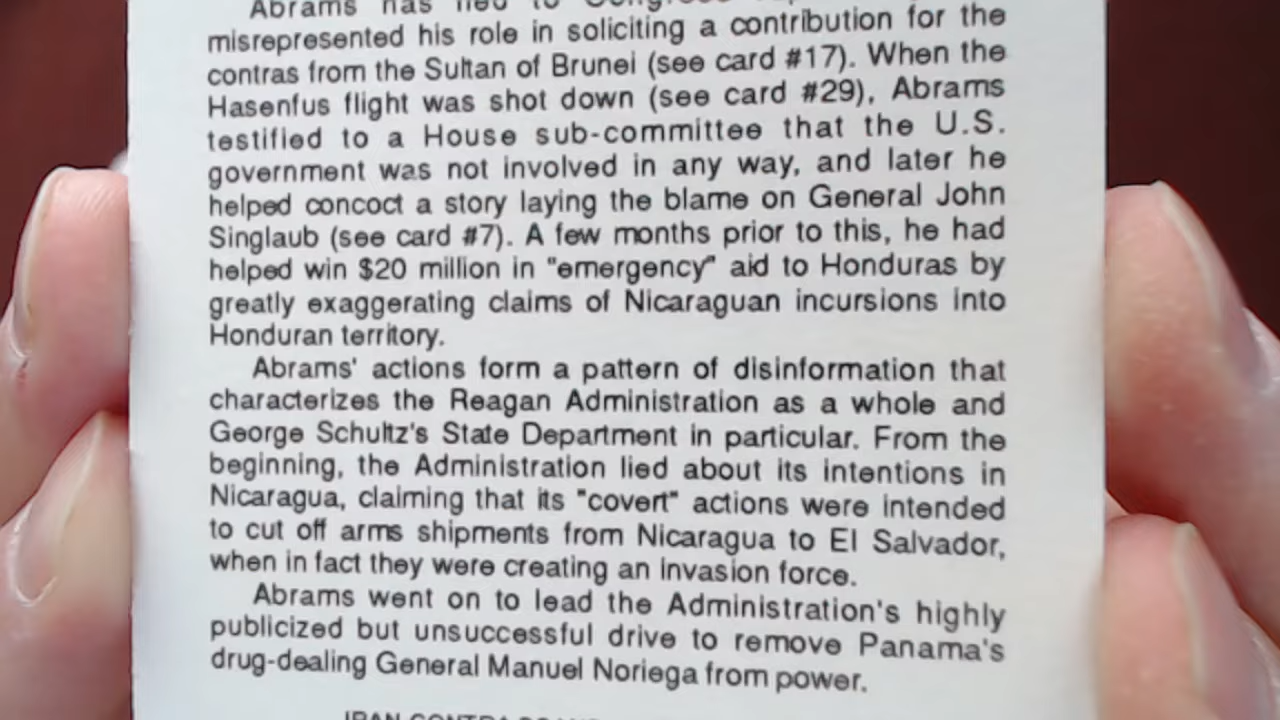 Abrams has lied to Congress
misrepresented his role in soliciting a contribution for the
contras from the Sultan of Brunei (see card #17). When the
Hasenfus flight was shot down (see card #29), Abrams
testified to a House sub-committee that the U.S.
government was not involved in any way, and later he
helped concoct a story laying the blame on General John
Singlaub (see card #7). A few months prior to this, he had
helped win $20 million in "emergency" aid to Honduras by
greatly exaggerating claims of Nicaraguan incursions into
Honduran territory.
Abrams' actions form a pattern of disinformation that
characterizes the Reagan Administration as a whole and
George Schultz's State Department in particular. From the
beginning, the Administration lied about its intentions in
Nicaragua, claiming that its "covert" actions were intended
to cut off arms shipments from Nicaragua to El Salvador,
when in fact they were creating an invasion force.
Abrams went on to lead the Administration's highly
publicized but unsuccessful drive to remove Panama's
drug-dealing General Manuel Noriega from power.
IRAN-CONTRA